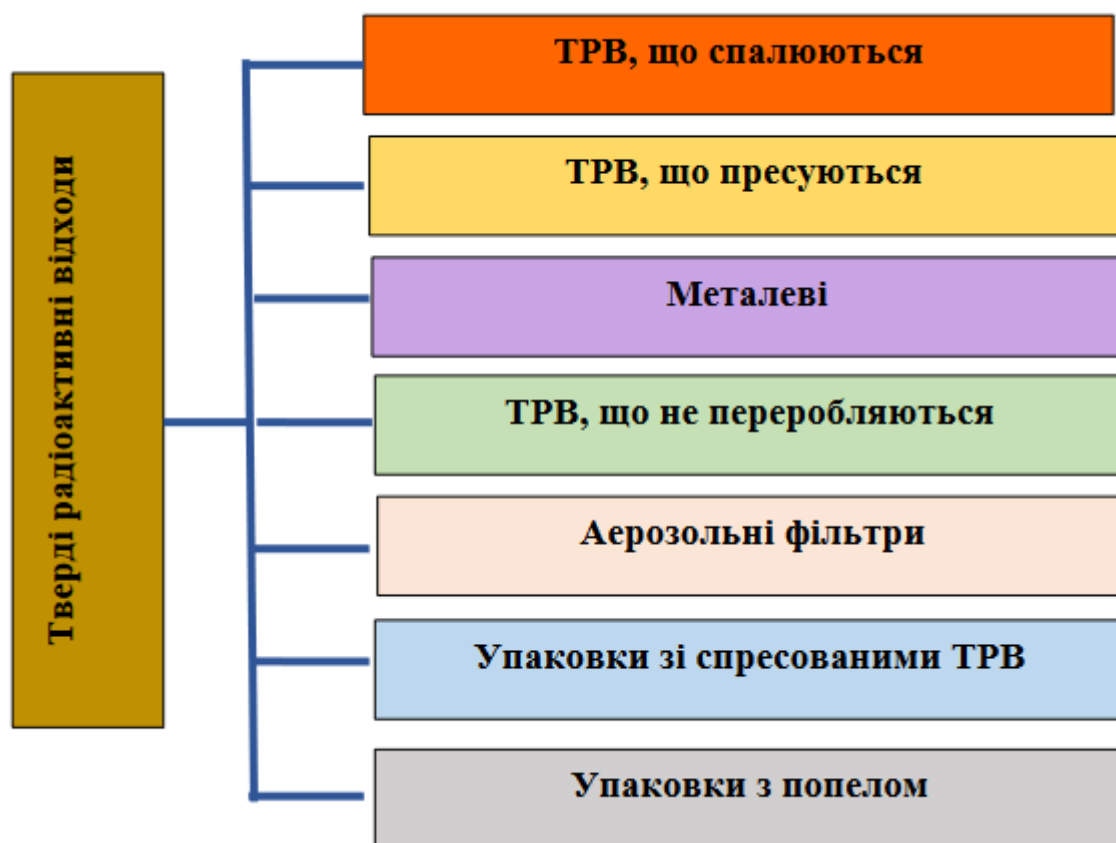 Тверді радіоактивні відходи
ТРВ, що спалюються
ТРВ, що пресуються
Металеві
ТРВ, що не переробляються
Аерозольні фільтри
Упаковки зі спресованими ТРВ
Упаковки з попелом